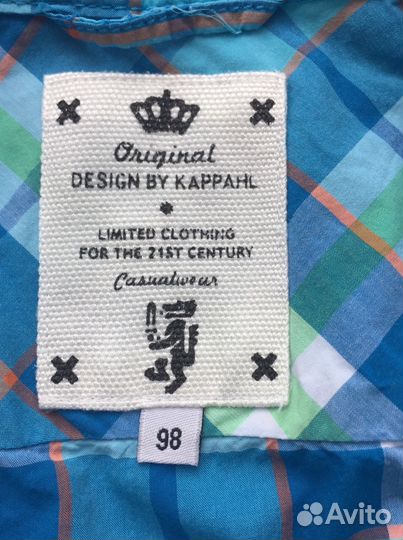 Original
DESIGN BY KAPPAHL
LIMITED CLOTHING
FOR THE 21ST CENTURY
Casualwear
98
Avito